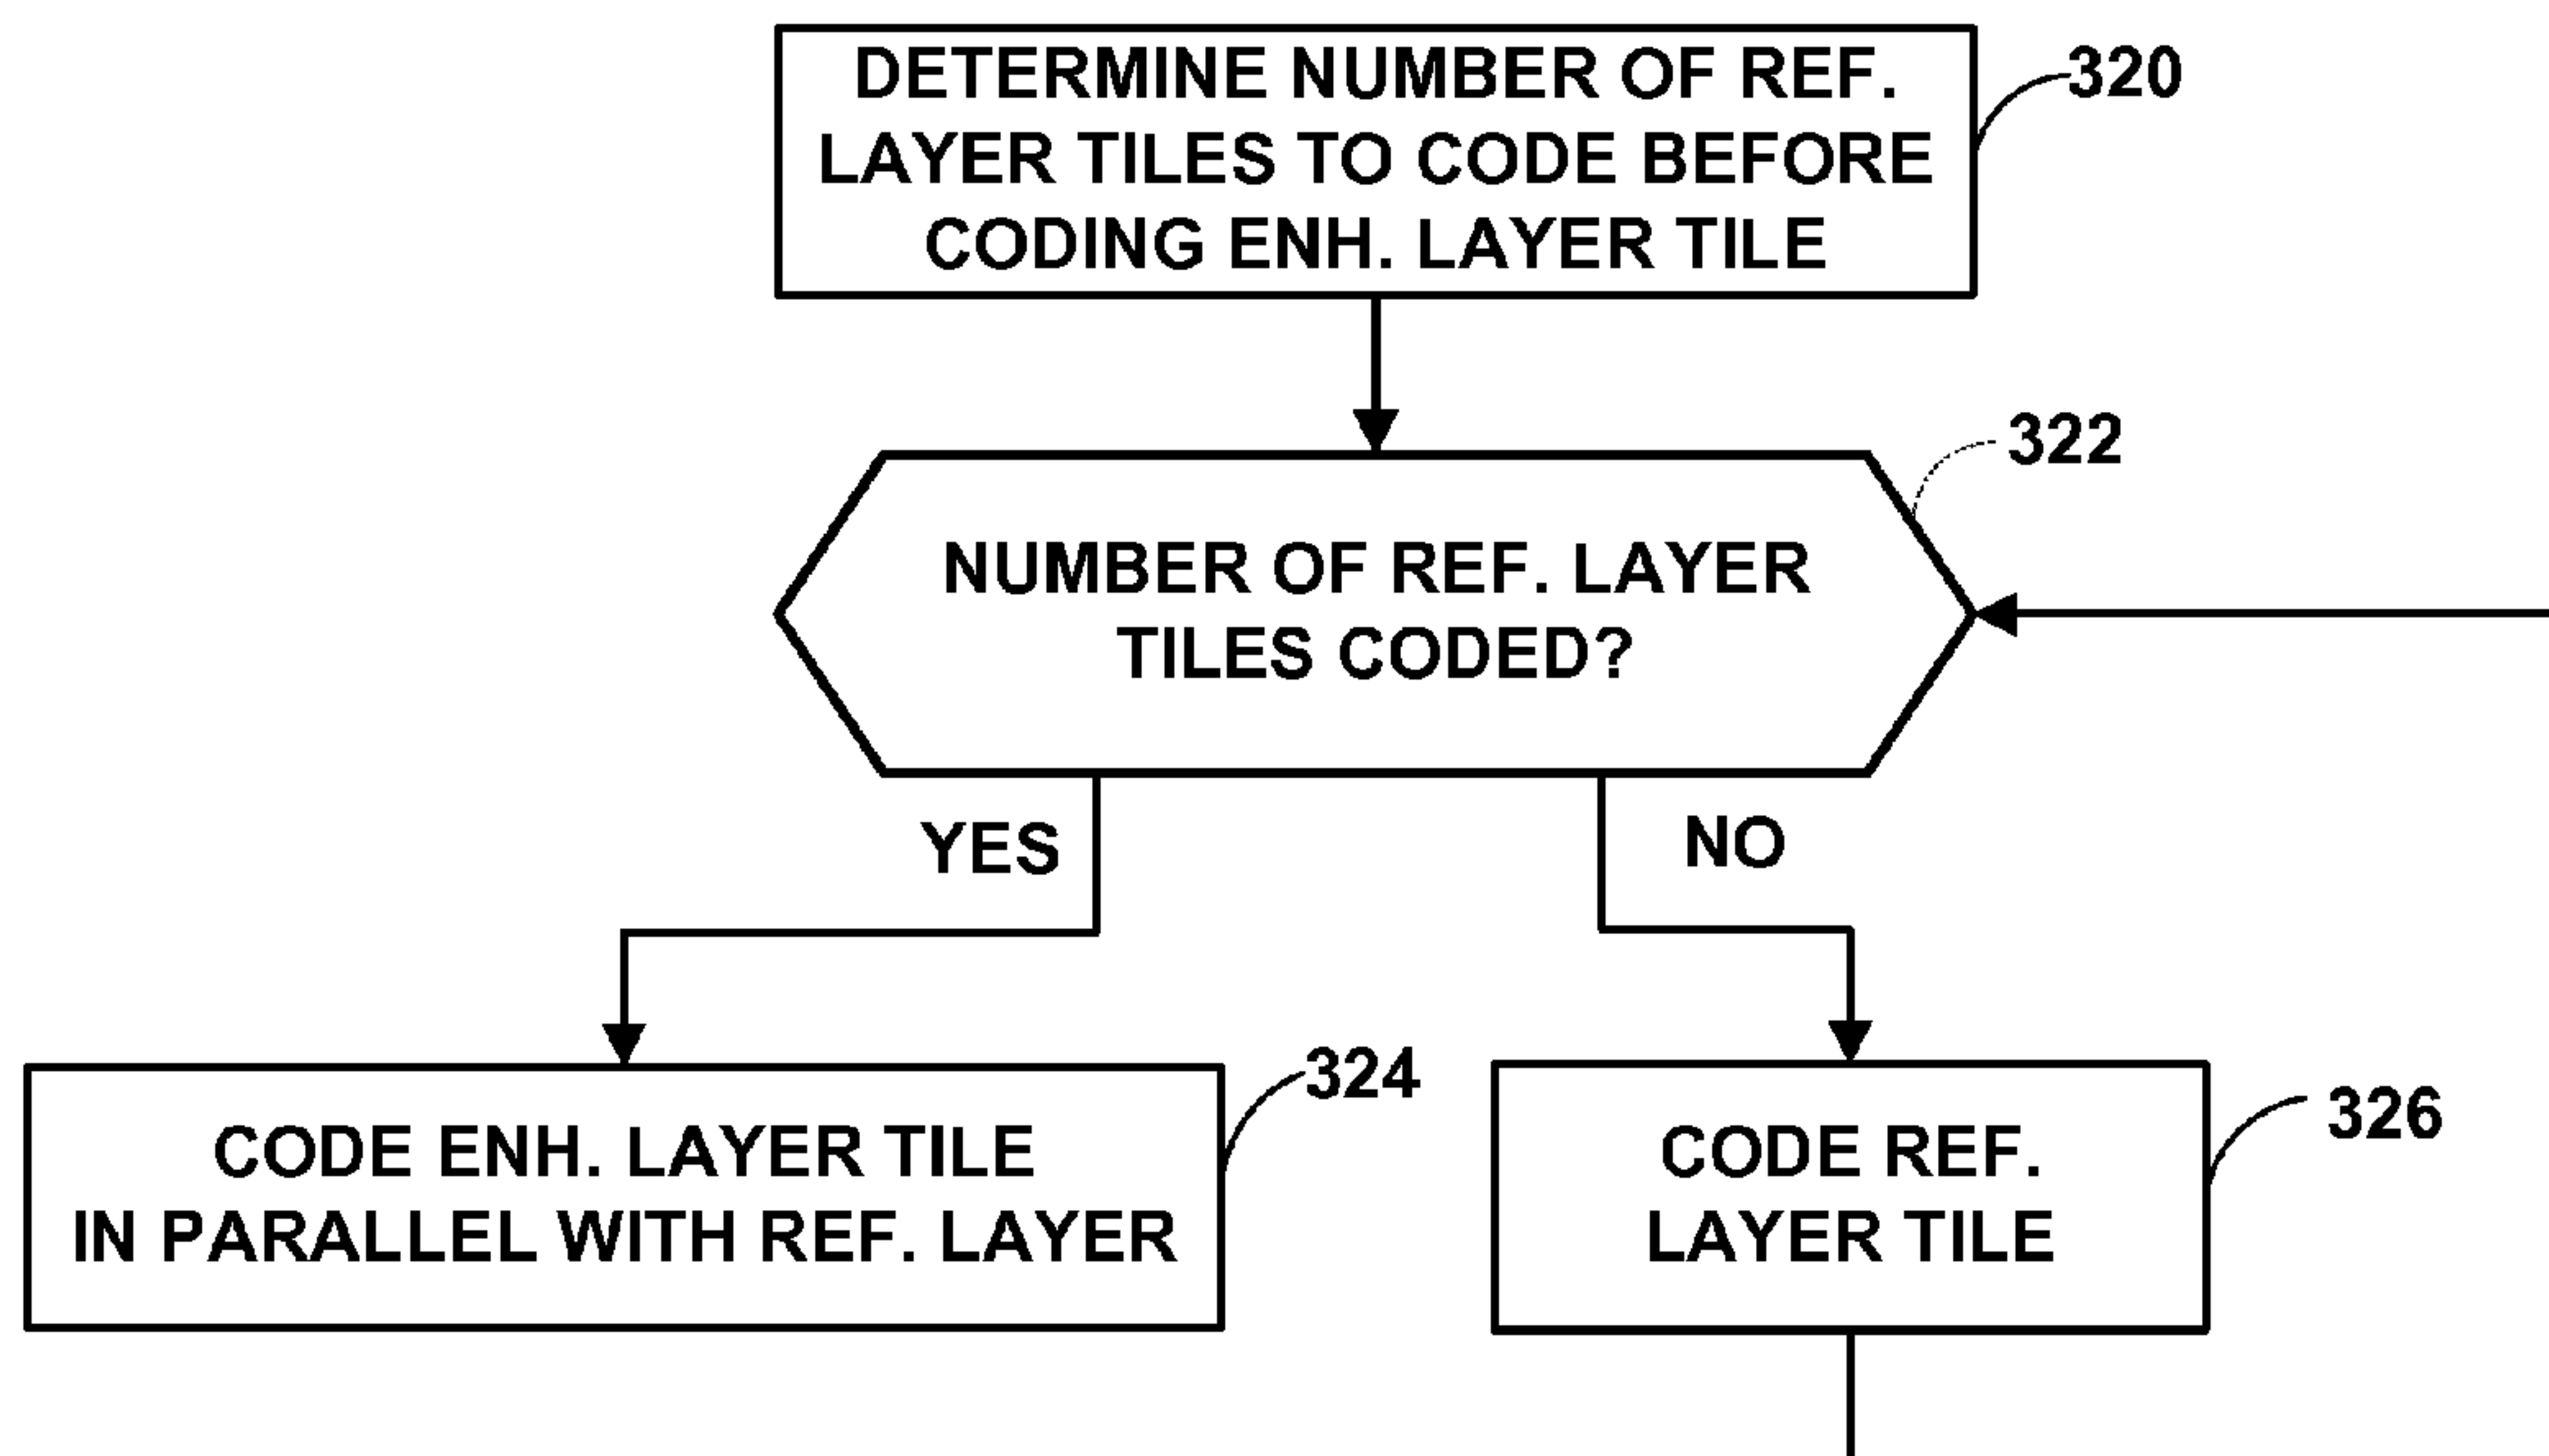 DETERMINE NUMBER OF REF.
LAYER TILES TO CODE BEFORE
CODING ENH. LAYER TILE
320
322
NUMBER OF REF. LAYER
TILES CODED?
YES
NO
324
CODE ENH. LAYER TILE
IN PARALLEL WITH REF. LAYER
326
CODE REF.
LAYER TILE